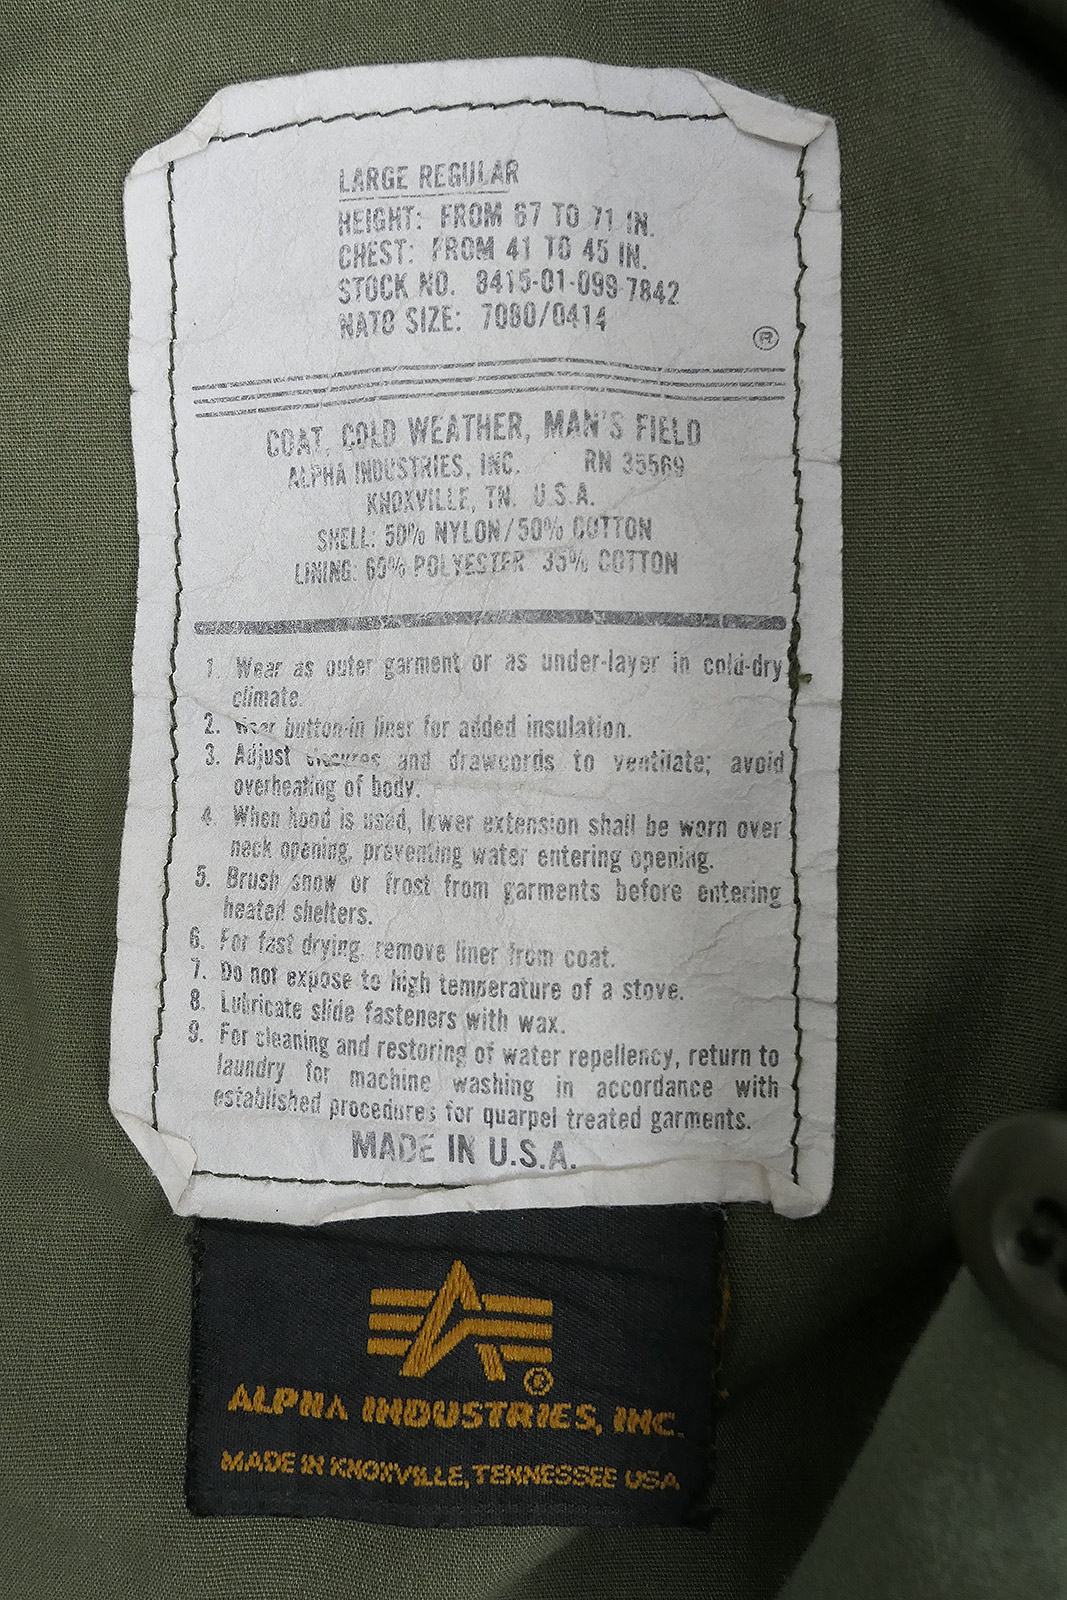 LARGE REGULAR
HEIGHT: FROM 67 TO 71 IN.
CHEST: FROM 41 TO 45 IN.
STOCK NO. 8415-01-099-7842
NATO SIZE: 7080/0414
®
COAT, COLD WEATHER, MAN'S FIELD
ALPHA INDUSTRIES, INC. RN 35569
KNOXVILLE, TN. U.S.A.
SHELL: 50% NYLON/50% COTTON
LINING: 65% POLYESTER 35% COTTON
1. Wear as outer garment or as under-layer in cold-dry
climate.
2. Wear button-in liner for added insulation.
3. Adjust closures and drawcords to ventilate; avoid
overheating of body.
4. When hood is used, lower extension shall be worn over
neck opening, preventing water entering opening.
5. Brush snow or frost from garments before entering
heated shelters.
6. For fast drying, remove liner from coat.
7. Do not expose to high temperature of a stove.
8. Lubricate slide fasteners with wax.
9. For cleaning and restoring of water repellency, return to
laundry for machine washing in accordance with
established procedures for quarpel treated garments.
MADE IN U.S.A.
®
ALPHA INDUSTRIES, INC.
MADE IN KNOXVILLE, TENNESSEE USA